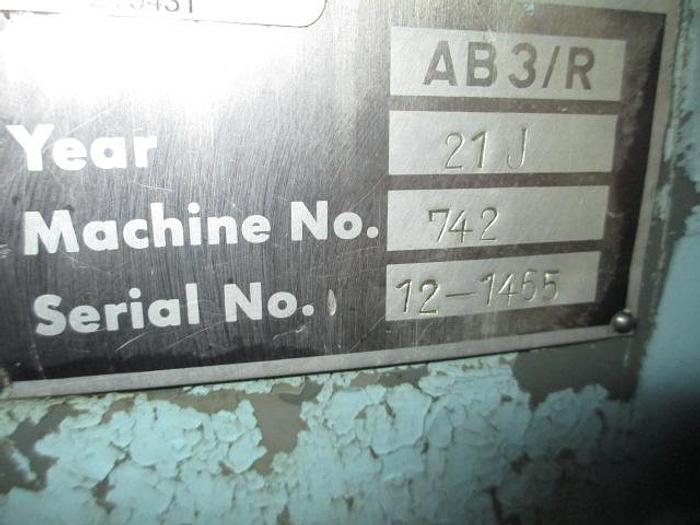 AB3/R
Year 21 J
Machine No. 742
Serial No. 12-1465